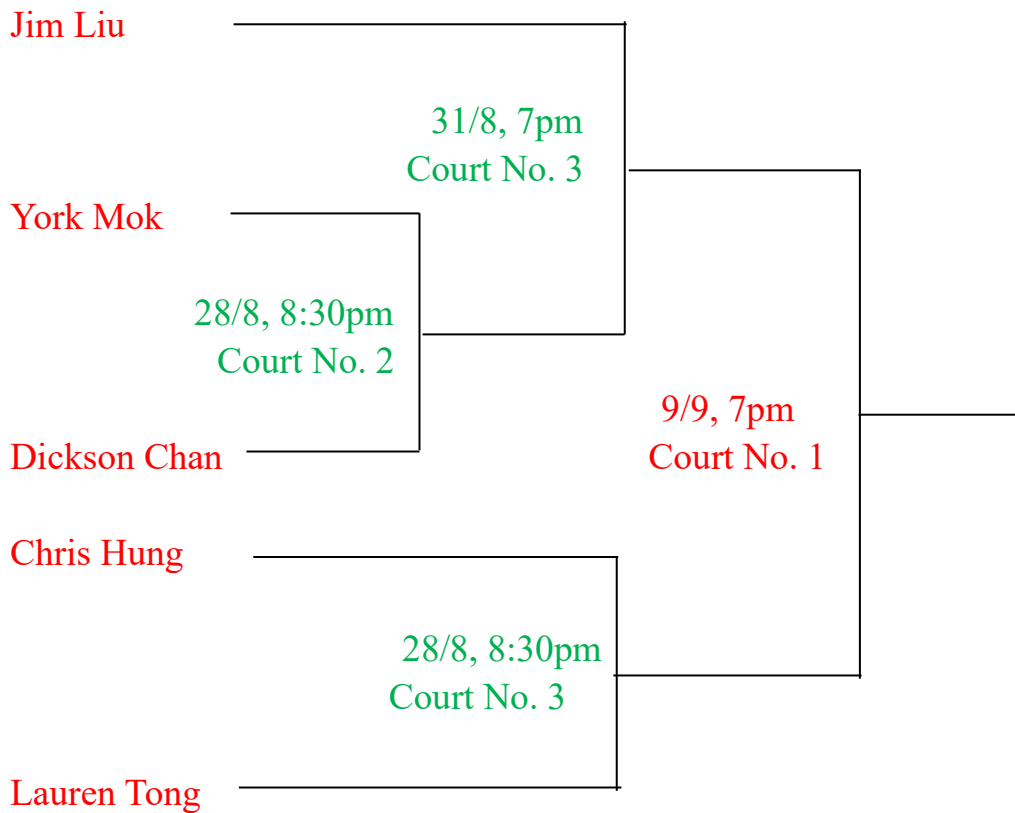 Jim Liu
31/8, 7pm
Court No. 3
York Mok
28/8, 8:30pm
Court No. 2
9/9, 7pm
Court No. 1
Dickson Chan
Chris Hung
28/8, 8:30pm
Court No. 3
Lauren Tong